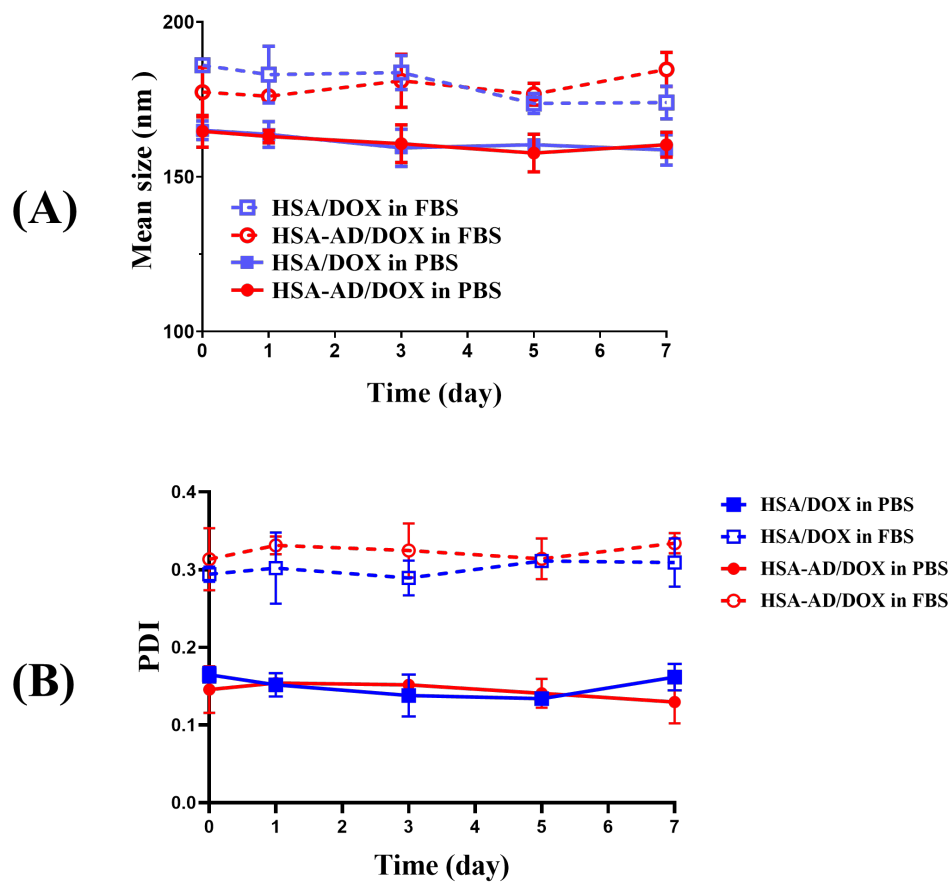 (A)
Mean size (nm)
200
150
100
HSA/DOX in FBS
HSA-AD/DOX in FBS
HSA/DOX in PBS
HSA-AD/DOX in PBS
0 1 2 3 4 5 6 7
Time (day)
(B)
PDI
0.4
0.3
0.2
0.1
0.0
0 1 2 3 4 5 6 7
Time (day)
HSA/DOX in PBS
HSA/DOX in FBS
HSA-AD/DOX in PBS
HSA-AD/DOX in FBS